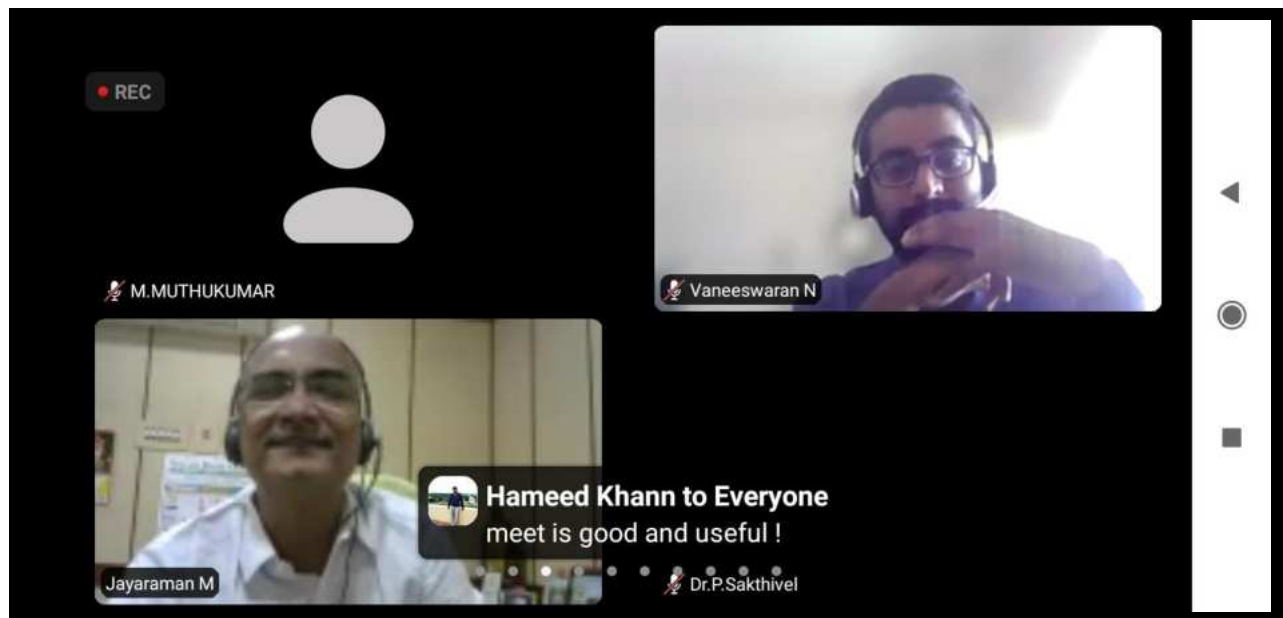 REC
M.MUTHUKUMAR
Vaneeswaran N
Hameed Khann to Everyone
meet is good and useful !
Jayaraman M
Dr.P.Sakthivel